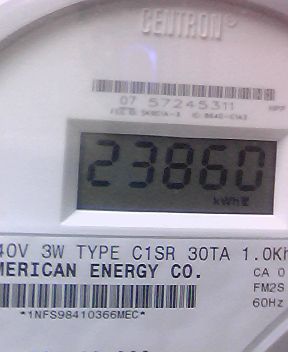 CENTRON®
07 57245311
23860
kWh
40V 3W TYPE C1SR 30TA 1.0Kh
MERICAN ENERGY CO.
CA 0
FM2S
60Hz
*1NFS98410366MEC*